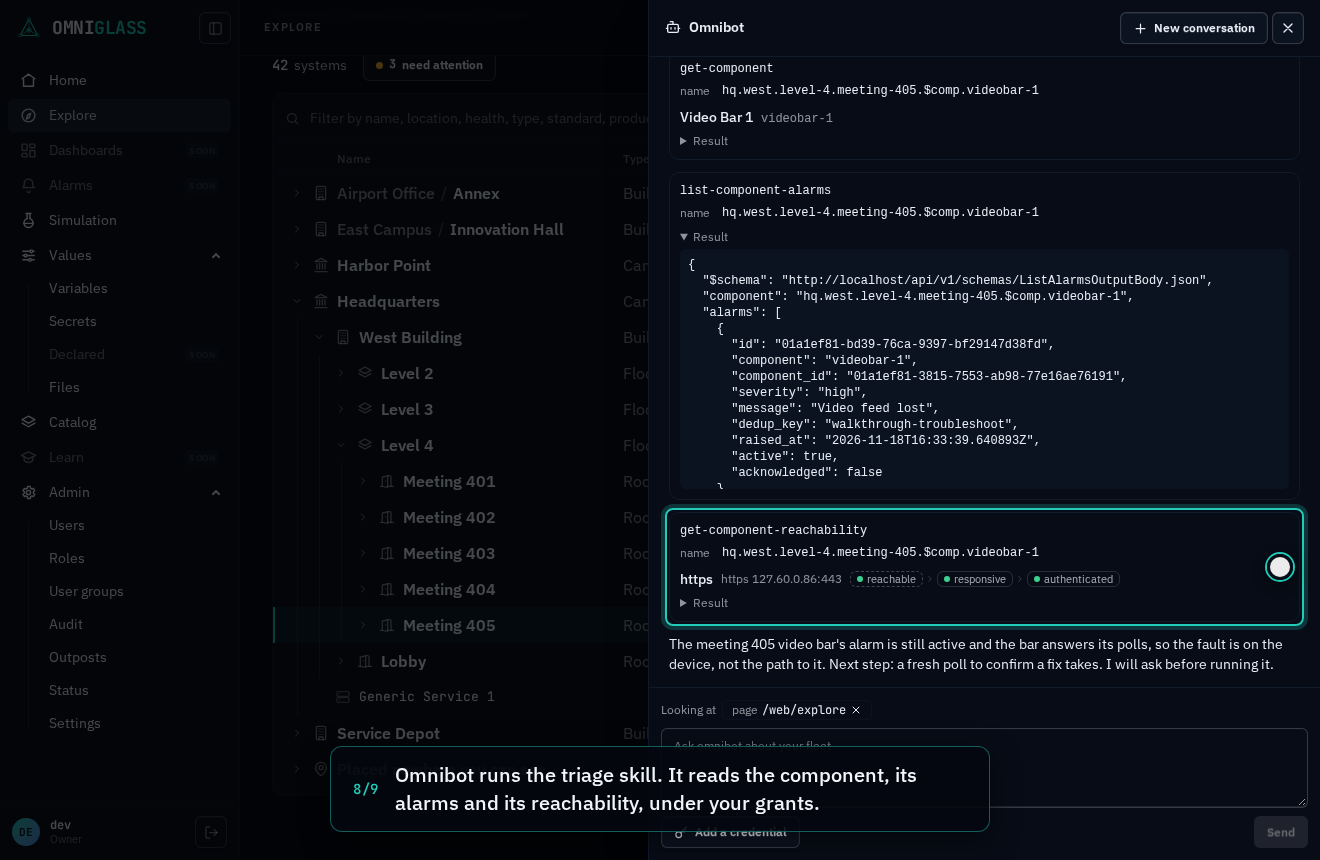 OMNIGLASS
Home
Explore
Dashboards SOON
Alarms SOON
Simulation
Values
Variables
Secrets
Declared SOON
Files
Catalog
Learn SOON
Admin
Users
Roles
User groups
Audit
Outposts
Status
Settings
DE dev
Owner
EXPLORE
42 systems
3 need attention
Filter by name, location, health, type, standard, produ
Name Type
Airport Office / Annex Buil
East Campus / Innovation Hall Buil
Harbor Point Car
Headquarters Car
West Building Buil
Level 2 Floo
Level 3 Floo
Level 4 Floo
Meeting 401 Roo
Meeting 402 Roo
Meeting 403 Roo
Meeting 404 Roo
Meeting 405 Roo
Lobby Roo
Generic Service 1
Service Depot Buil
Omnibot
New conversation
get-component
name hq.west.level-4.meeting-405.$comp.videobar-1
Video Bar 1 videobar-1
Result
list-component-alarms
name hq.west.level-4.meeting-405.$comp.videobar-1
Result
{
"$schema": "http://localhost/api/v1/schemas/ListAlarmsOutputBody.json",
"component": "hq.west.level-4.meeting-405.$comp.videobar-1",
"alarms": [
{
"id": "01a1ef81-bd39-76ca-9397-bf29147d38fd",
"component": "videobar-1",
"component_id": "01a1ef81-3815-7553-ab98-77e16ae76191",
"severity": "high",
"message": "Video feed lost",
"dedup_key": "walkthrough-troubleshoot",
"raised_at": "2026-11-18T16:33:39.640893Z",
"active": true,
"acknowledged": false
}
get-component-reachability
name hq.west.level-4.meeting-405.$comp.videobar-1
https https 127.60.0.86:443 reachable responsive authenticated
Result
The meeting 405 video bar's alarm is still active and the bar answers its polls, so the fault is on the
device, not the path to it. Next step: a fresh poll to confirm a fix takes. I will ask before running it.
Looking at page /web/explore
Ask omnibot about your fleet
Add a credential
Send
8/9
Omnibot runs the triage skill. It reads the component, its
alarms and its reachability, under your grants.